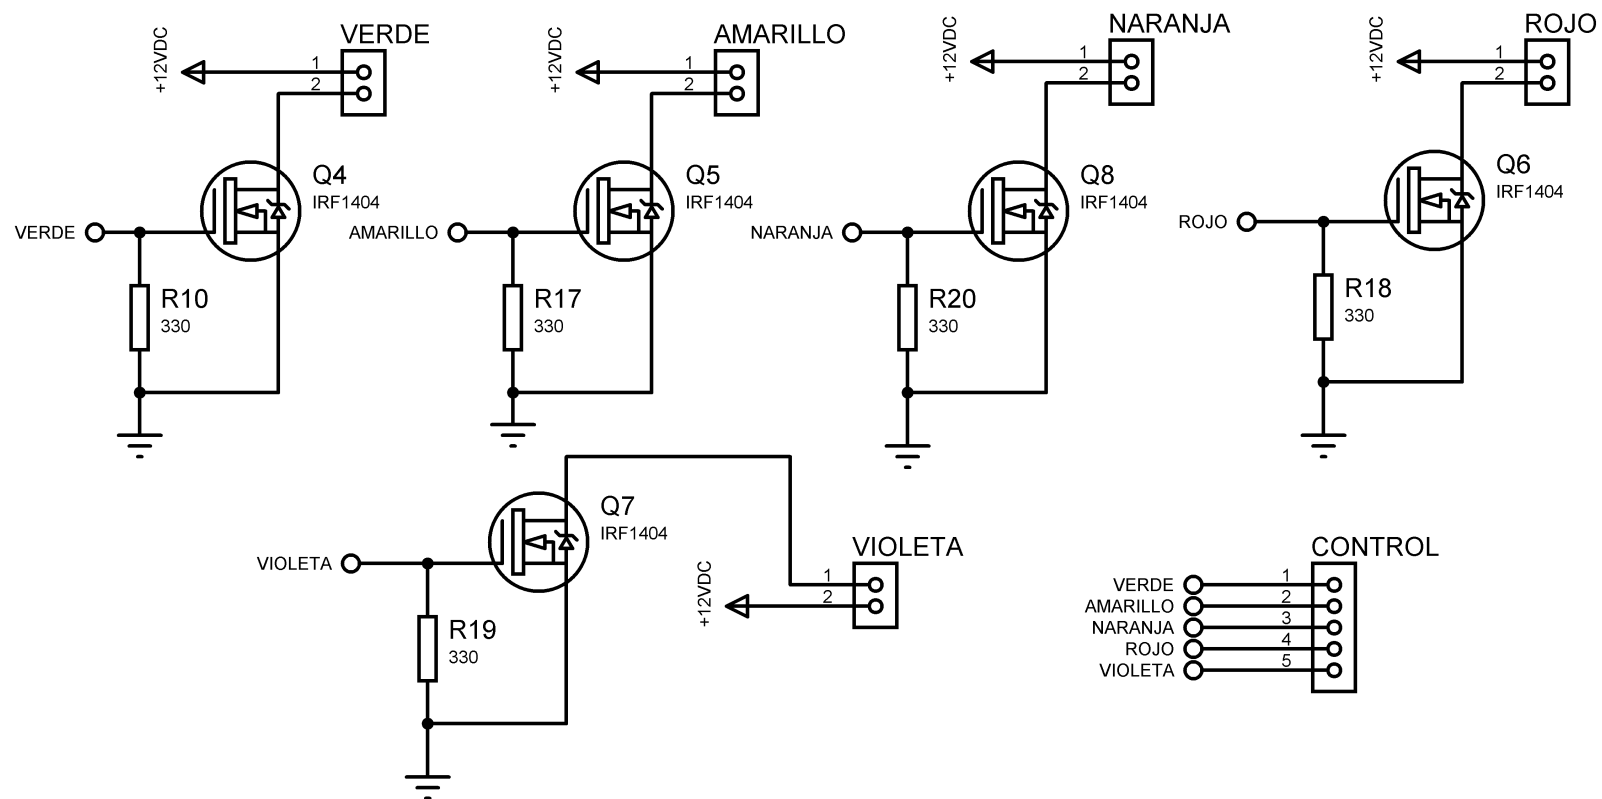 VERDE
+12VDC
1
2
Q4
IRF1404
VERDE
R10
330
AMARILLO
+12VDC
1
2
Q5
IRF1404
AMARILLO
R17
330
NARANJA
+12VDC
1
2
Q8
IRF1404
NARANJA
R20
330
ROJO
+12VDC
1
2
Q6
IRF1404
ROJO
R18
330
Q7
IRF1404
VIOLETA
R19
330
VIOLETA
+12VDC
1
2
CONTROL
VERDE 1
AMARILLO 2
NARANJA 3
ROJO 4
VIOLETA 5